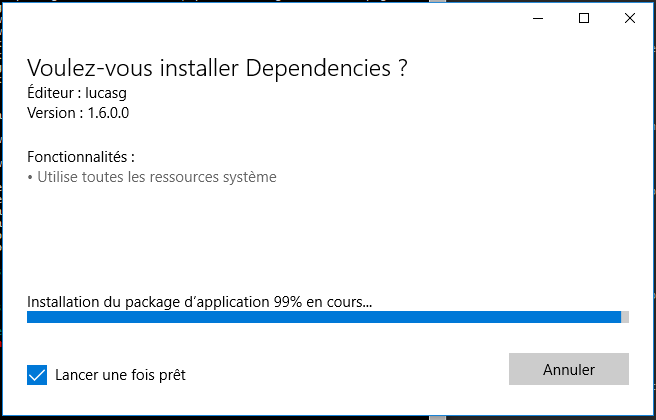 Voulez-vous installer Dependencies ?
Éditeur : lucasg
Version : 1.6.0.0
Fonctionnalités :
• Utilise toutes les ressources système
Installation du package d’application 99% en cours...
Lancer une fois prêt
Annuler